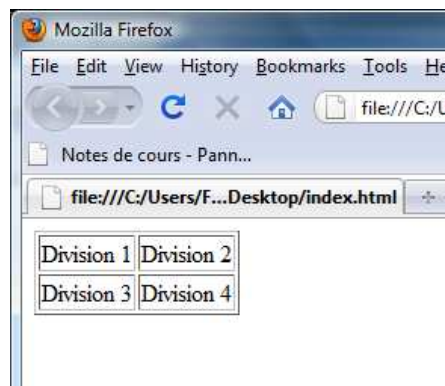 Mozilla Firefox
File Edit View History Bookmarks Tools He
file:///C:/U
Notes de cours - Pann...
file:///C:/Users/F...Desktop/index.html
Division 1 Division 2
Division 3 Division 4